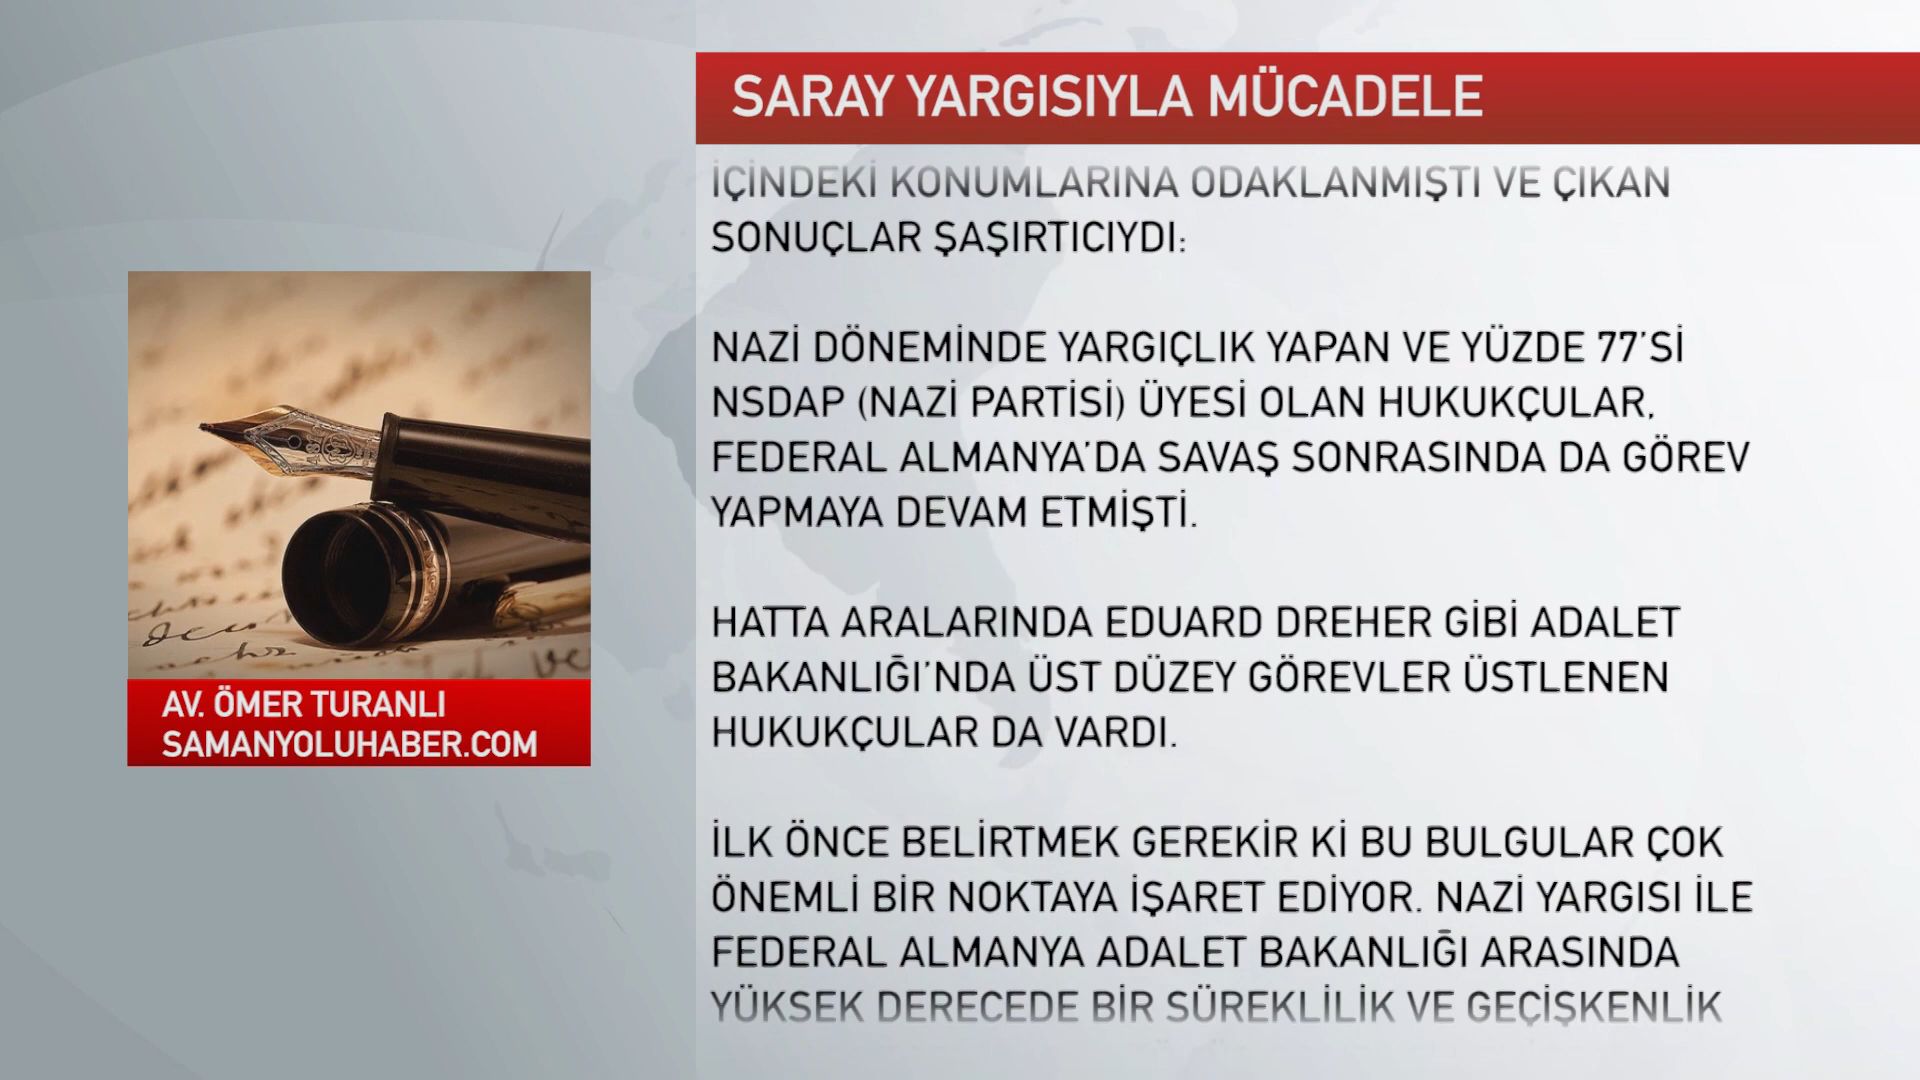 SARAY YARGISIYLA MÜCADELE
İÇİNDEKİ KONUMLARINA ODAKLANMIŞTI VE ÇIKAN
SONUÇLAR ŞAŞIRTICIYDI:
NAZİ DÖNEMİNDE YARGIÇLIK YAPAN VE YÜZDE 77'Sİ
NSDAP (NAZİ PARTİSİ) ÜYESİ OLAN HUKUKÇULAR,
FEDERAL ALMANYA'DA SAVAŞ SONRASINDA DA GÖREV
YAPMAYA DEVAM ETMİŞTİ.
HATTA ARALARINDA EDUARD DREHER GİBİ ADALET
BAKANLIĞI'NDA ÜST DÜZEY GÖREVLER ÜSTLENEN
HUKUKÇULAR DA VARDI.
İLK ÖNCE BELİRTMEK GEREKİR Kİ BU BULGULAR ÇOK
ÖNEMLİ BİR NOKTAYA İŞARET EDİYOR. NAZİ YARGISI İLE
FEDERAL ALMANYA ADALET BAKANLIĞI ARASINDA
YÜKSEK DERECEDE BİR SÜREKLİLİK VE GEÇİŞKENLİK
AV. ÖMER TURANLI
SAMANYOLUHABER.COM